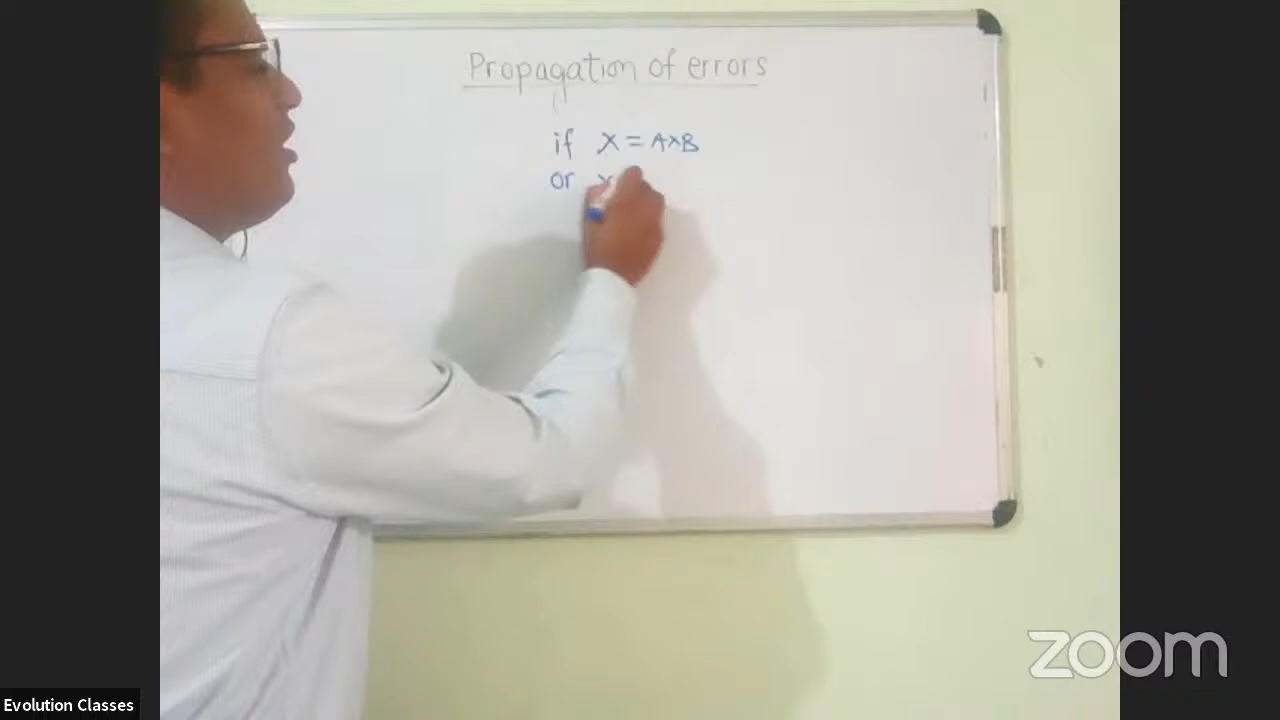 Propagation of errors
if X = A×B
or x
zoom
Evolution Classes